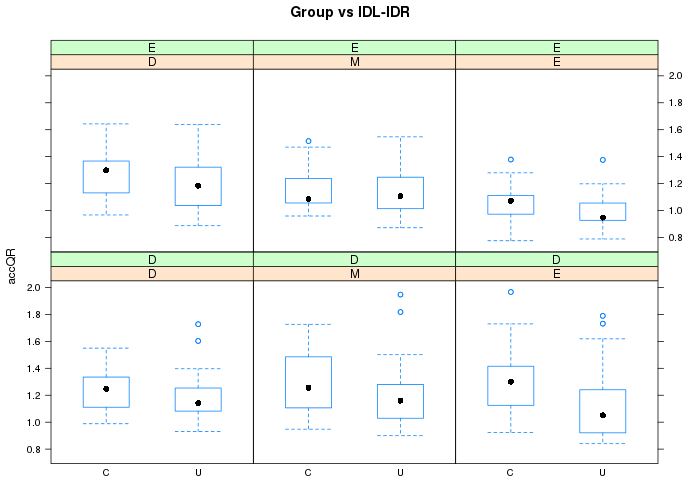 Group vs IDL-IDR
E E E
D M E
2.0
1.8
1.6
1.4
1.2
1.0
0.8
accQR
D D D
D M E
2.0
1.8
1.6
1.4
1.2
1.0
0.8
C U C U C U